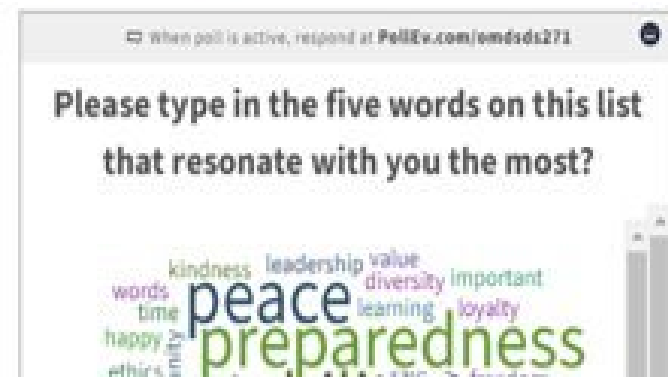 When poll is active, respond at PollEv.com/omdsds271
Please type in the five words on this list
that resonate with you the most?
kindness leadership value
words peace diversity important
time learning loyalty
happy preparedness
ethics freedom